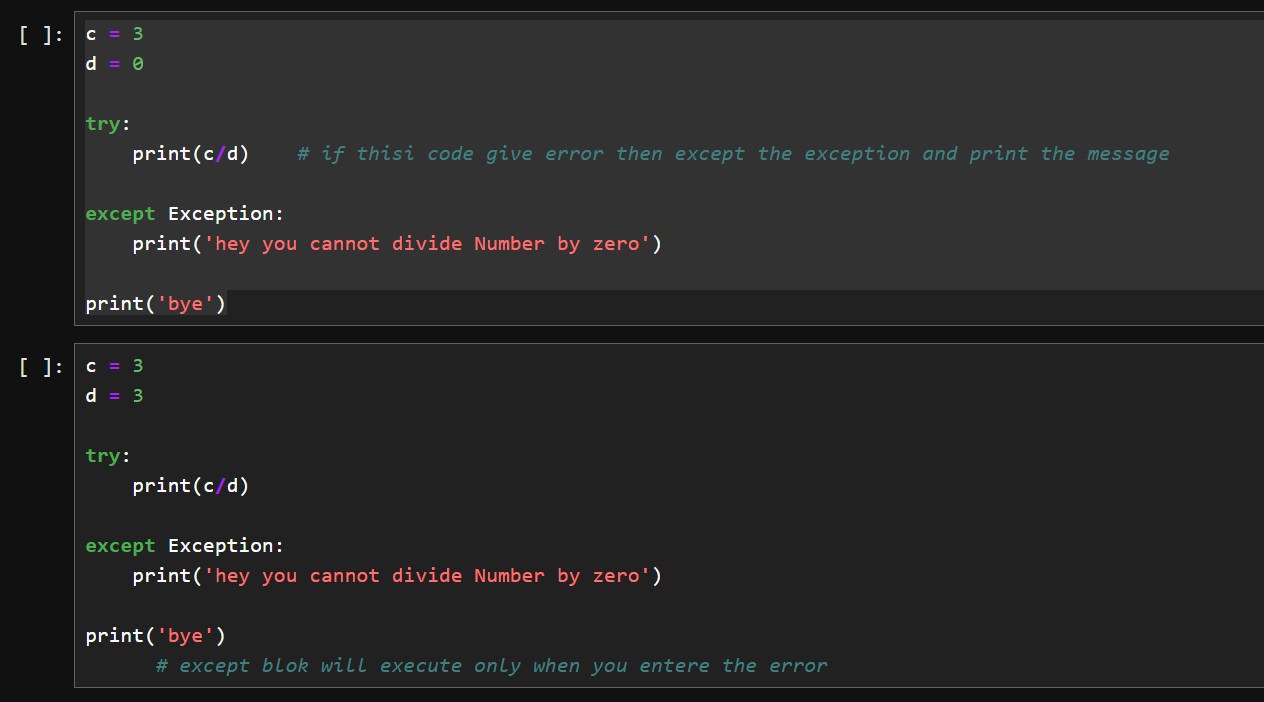 [ ]: c = 3
d = 0
try:
print(c/d) # if thisi code give error then except the exception and print the message
except Exception:
print('hey you cannot divide Number by zero')
print('bye')
[ ]: c = 3
d = 3
try:
print(c/d)
except Exception:
print('hey you cannot divide Number by zero')
print('bye')
# except blok will execute only when you entere the error